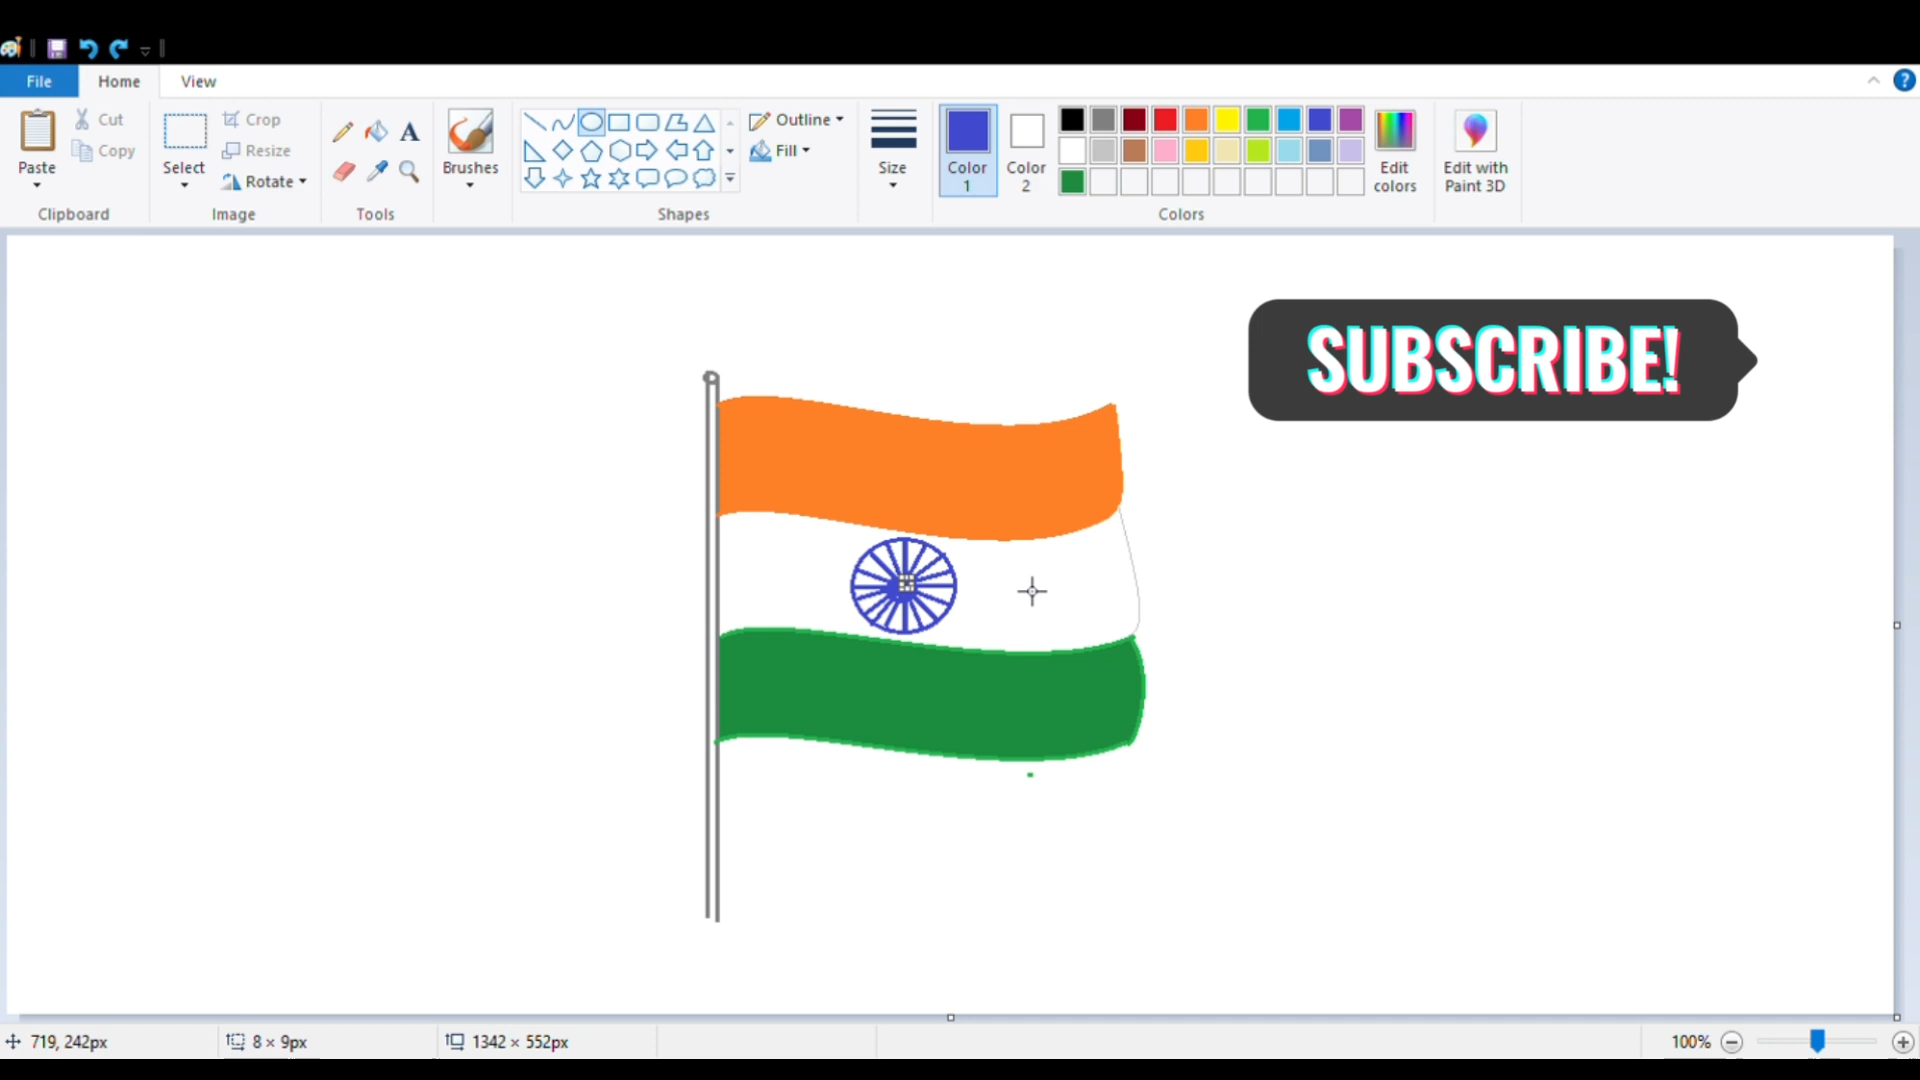 File Home View
Paste
Cut
Copy
Clipboard
Select
Crop
Resize
Rotate
Image
A
Tools
Brushes
Shapes
Outline
Fill
Size
Color
1
Color
2
Colors
Edit
colors
Edit with
Paint 3D
?
SUBSCRIBE!
719, 242px 8 × 9px 1342 × 552px 100%